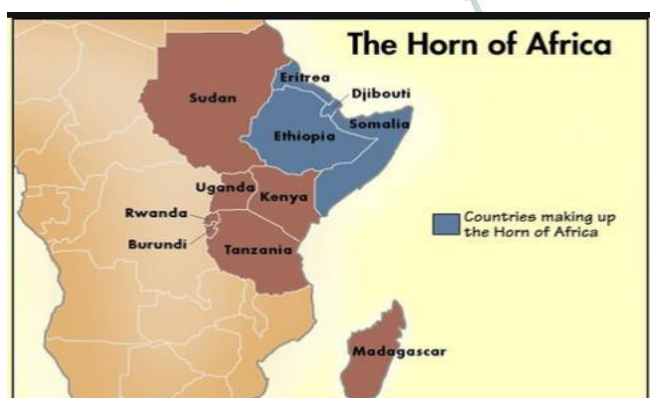 The Horn of Africa
Eritrea
Djibouti
Sudan
Somalia
Ethiopia
Uganda
Kenya
Rwanda
Burundi
Tanzania
Countries making up
the Horn of Africa
Madagascar